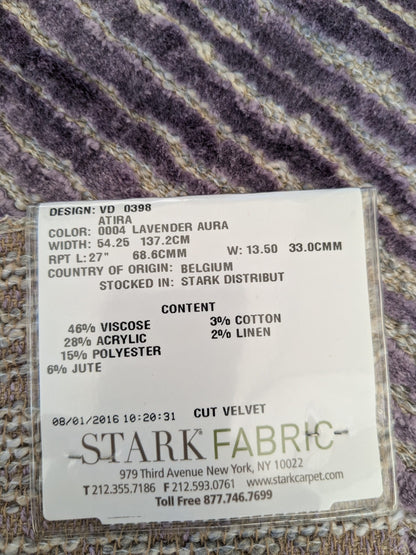 DESIGN: VD 0398
ATIRA
COLOR: 0004 LAVENDER AURA
WIDTH: 54.25 137.2CM
RPT L: 27" 68.6CMM W: 13.50 33.0CMM
COUNTRY OF ORIGIN: BELGIUM
STOCKED IN: STARK DISTRIBUT
CONTENT
46% VISCOSE 3% COTTON
28% ACRYLIC 2% LINEN
15% POLYESTER
6% JUTE
08/01/2016 10:20:31 CUT VELVET
STARK FABRIC
979 Third Avenue New York, NY 10022
T 212.355.7186 F 212.593.0761 www.starkcarpet.com
Toll Free 877.746.7699